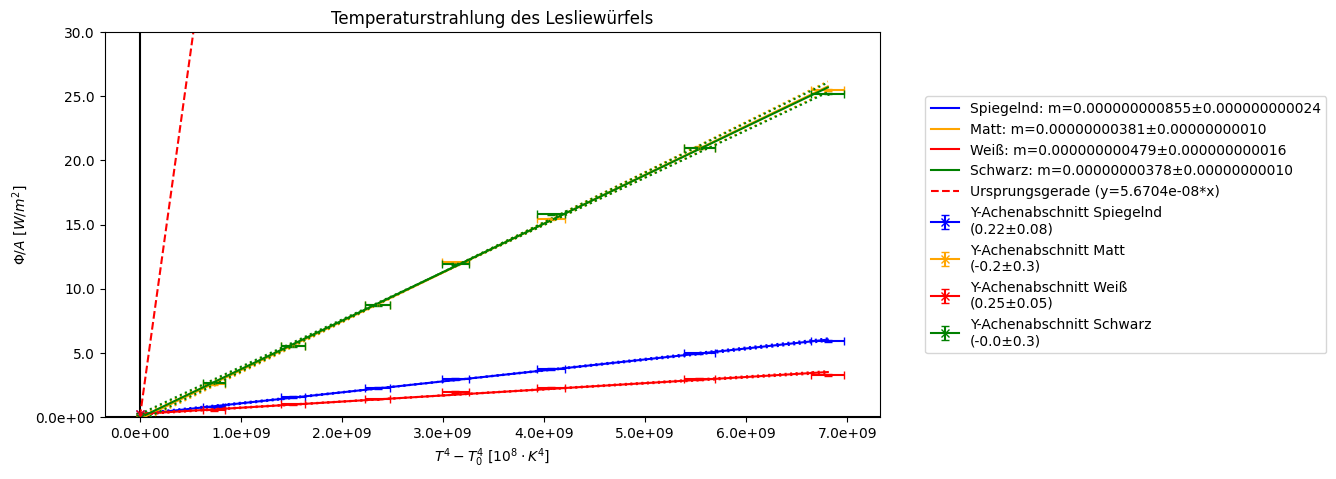 Temperaturstrahlung des Lesliewürfels
30.0
25.0
20.0
15.0
10.0
5.0
0.0e+00
Φ/A [W/m²]
0.0e+00 1.0e+09 2.0e+09 3.0e+09 4.0e+09 5.0e+09 6.0e+09 7.0e+09
T⁴ − T₀⁴ [10⁸ · K⁴]
Spiegelnd: m=0.000000000855±0.000000000024
Matt: m=0.00000000381±0.00000000010
Weiß: m=0.000000000479±0.000000000016
Schwarz: m=0.00000000378±0.00000000010
Ursprungsgerade (y=5.6704e-08*x)
Y-Achenabschnitt Spiegelnd
(0.22±0.08)
Y-Achenabschnitt Matt
(-0.2±0.3)
Y-Achenabschnitt Weiß
(0.25±0.05)
Y-Achenabschnitt Schwarz
(-0.0±0.3)